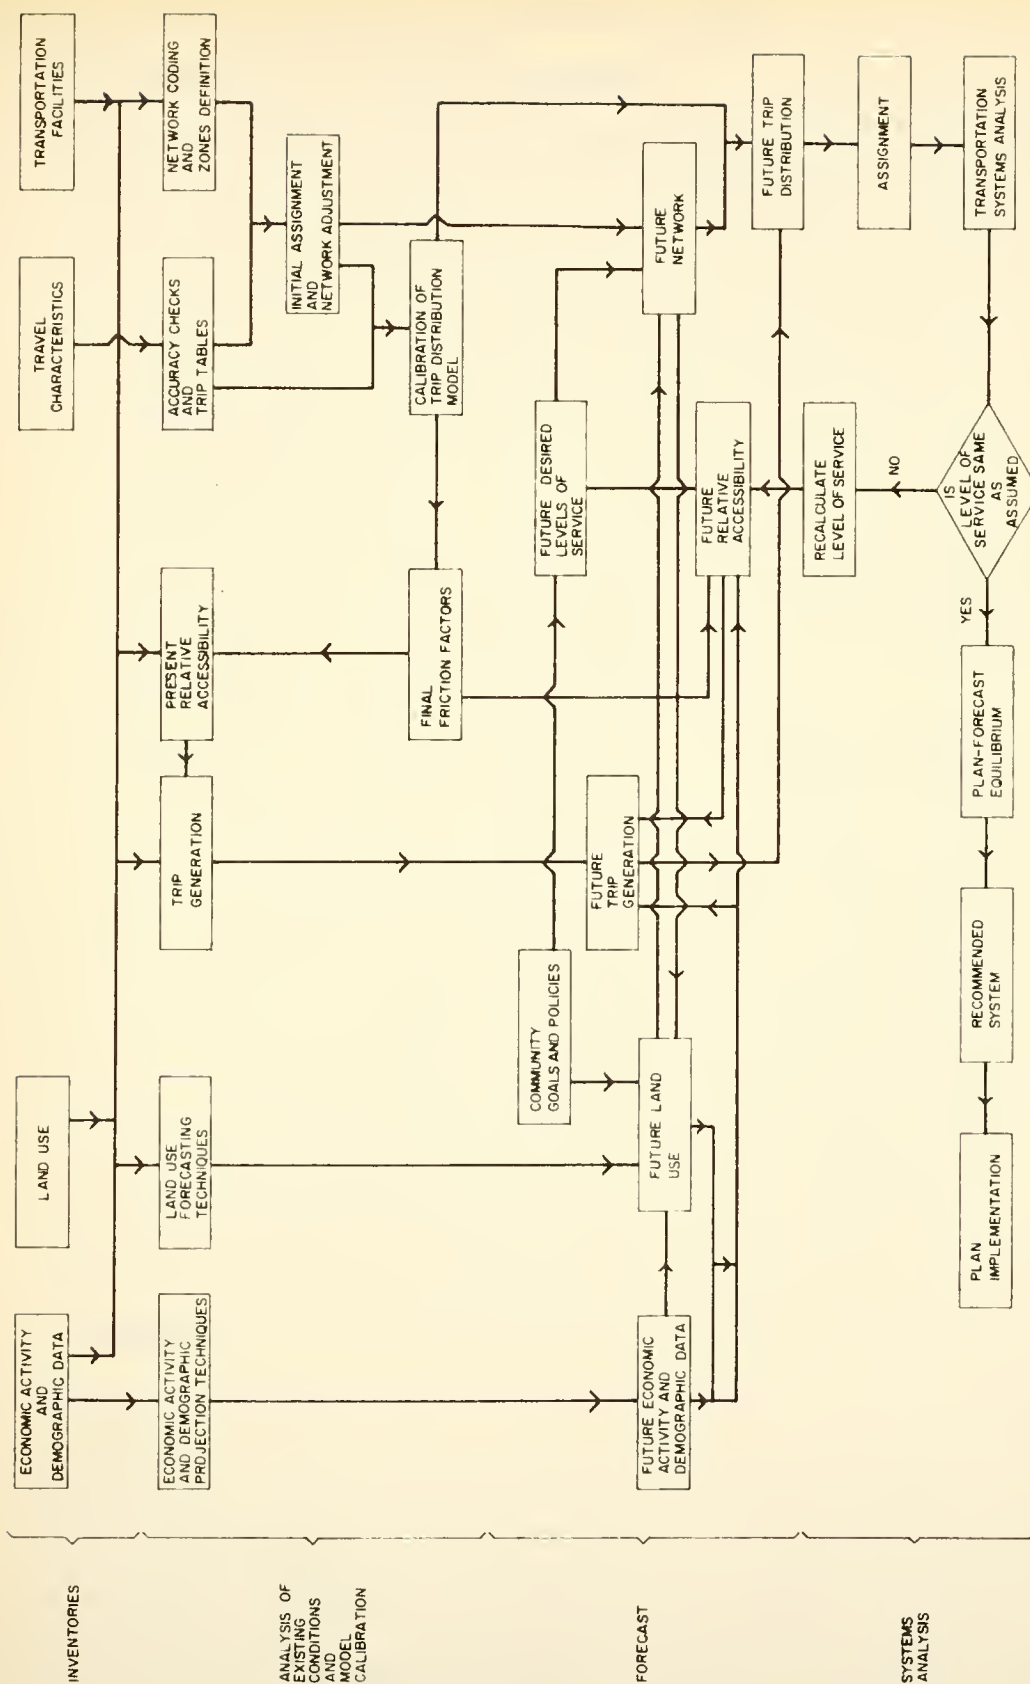 INVENTORIES
ECONOMIC ACTIVITY
AND
DEMOGRAPHIC DATA
LAND USE
TRAVEL
CHARACTERISTICS
TRANSPORTATION
FACILITIES
ANALYSIS OF
EXISTING
CONDITIONS
AND
MODEL
CALIBRATION
ECONOMIC ACTIVITY
AND DEMOGRAPHIC
PROJECTION TECHNIQUES
LAND USE
FORECASTING
TECHNIQUES
TRIP
GENERATION
PRESENT
RELATIVE
ACCESSIBILITY
ACCURACY CHECKS
AND
TRIP TABLES
NETWORK CODING
AND
ZONES DEFINITION
INITIAL ASSIGNMENT
AND
NETWORK ADJUSTMENT
FINAL
FRICTION FACTORS
CALIBRATION OF
TRIP DISTRIBUTION
MODEL
FORECAST
COMMUNITY
GOALS AND POLICIES
FUTURE DESIRED
LEVELS OF
SERVICE
FUTURE
TRIP
GENERATION
FUTURE ECONOMIC
ACTIVITY AND
DEMOGRAPHIC DATA
FUTURE LAND
USE
FUTURE
NETWORK
FUTURE
RELATIVE
ACCESSIBILITY
FUTURE TRIP
DISTRIBUTION
SYSTEMS
ANALYSIS
RECALCULATE
LEVEL OF SERVICE
ASSIGNMENT
NO
PLAN
IMPLEMENTATION
RECOMMENDED
SYSTEM
PLAN-FORECAST
EQUILIBRIUM
YES
IS
LEVEL OF
SERVICE SAME
AS
ASSUMED
TRANSPORTATION
SYSTEMS ANALYSIS